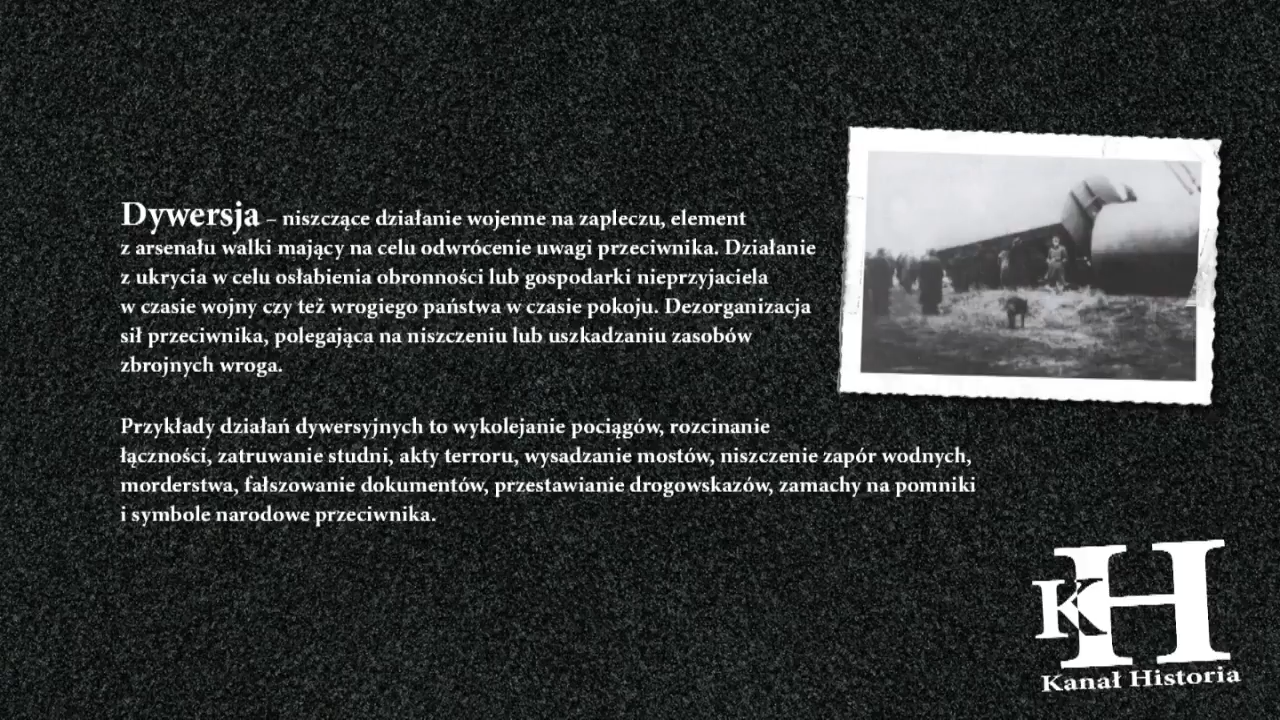 Dywersja – niszczące działanie wojenne na zapleczu, element
z arsenału walki mający na celu odwrócenie uwagi przeciwnika. Działanie
z ukrycia w celu osłabienia obronności lub gospodarki nieprzyjaciela
w czasie wojny czy też wrogiego państwa w czasie pokoju. Dezorganizacja
sił przeciwnika, polegająca na niszczeniu lub uszkadzaniu zasobów
zbrojnych wroga.
Przykłady działań dywersyjnych to wykolejanie pociągów, rozcinanie
łączności, zatruwanie studni, akty terroru, wysadzanie mostów, niszczenie zapór wodnych,
morderstwa, fałszowanie dokumentów, przestawianie drogowskazów, zamachy na pomniki
i symbole narodowe przeciwnika.
KH
Kanał Historia